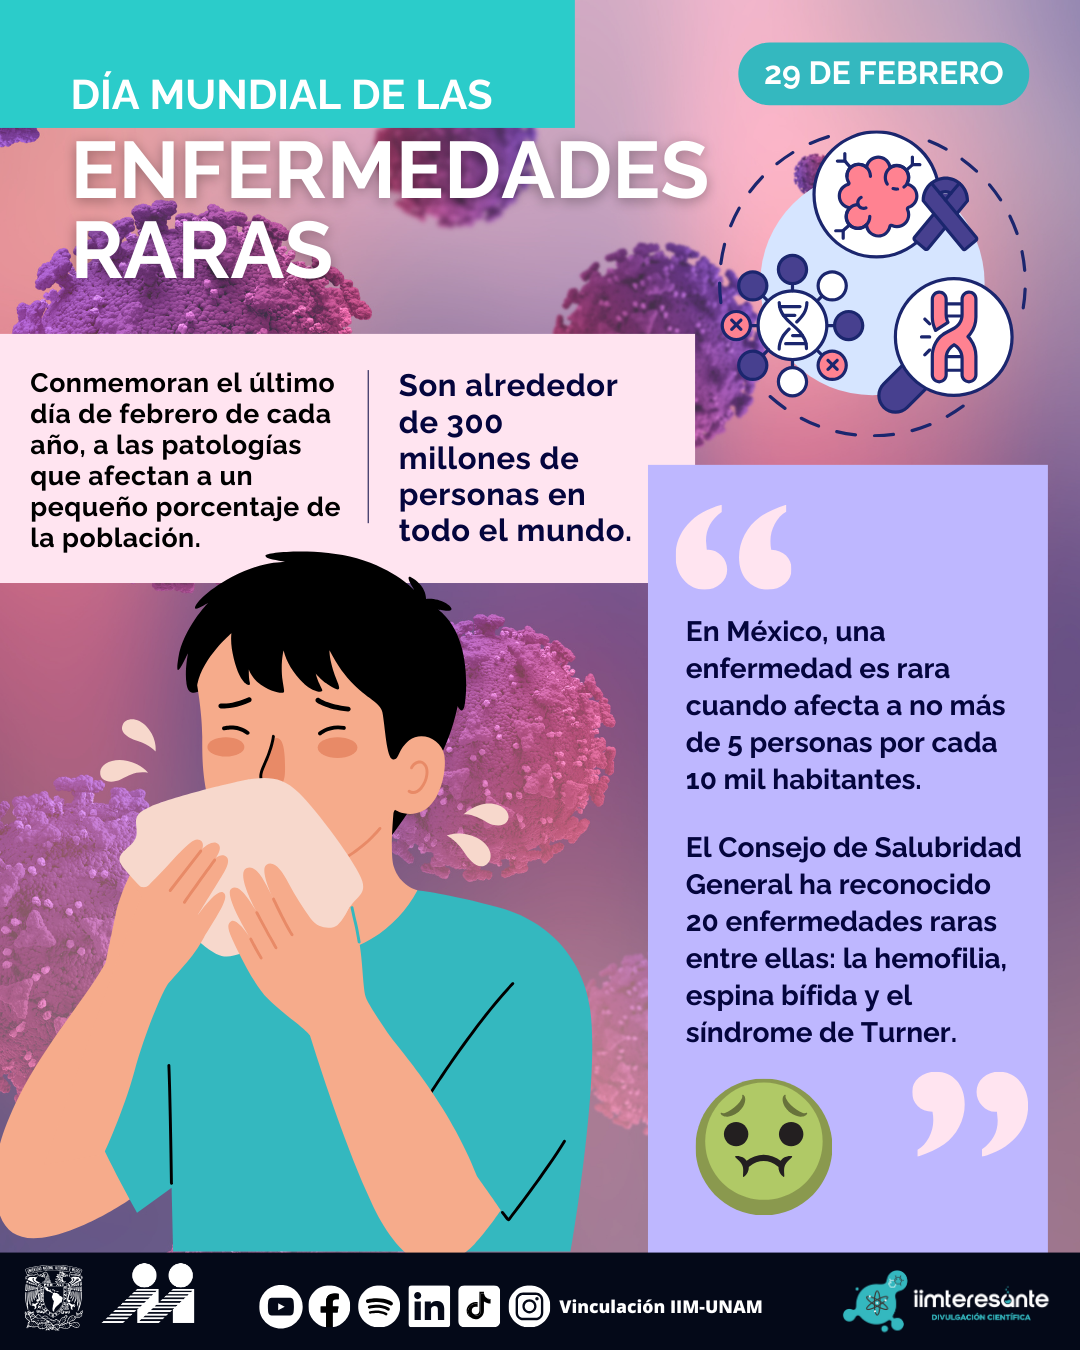 DÍA MUNDIAL DE LAS
ENFERMEDADES
RARAS
29 DE FEBRERO
Conmemoran el último
día de febrero de cada
año, a las patologías
que afectan a un
pequeño porcentaje de
la población.
Son alrededor
de 300
millones de
personas en
todo el mundo.
“
En México, una
enfermedad es rara
cuando afecta a no más
de 5 personas por cada
10 mil habitantes.
El Consejo de Salubridad
General ha reconocido
20 enfermedades raras
entre ellas: la hemofilia,
espina bífida y el
síndrome de Turner.
”
Vinculación IIM-UNAM
iimteresante
DIVULGACIÓN CIENTÍFICA